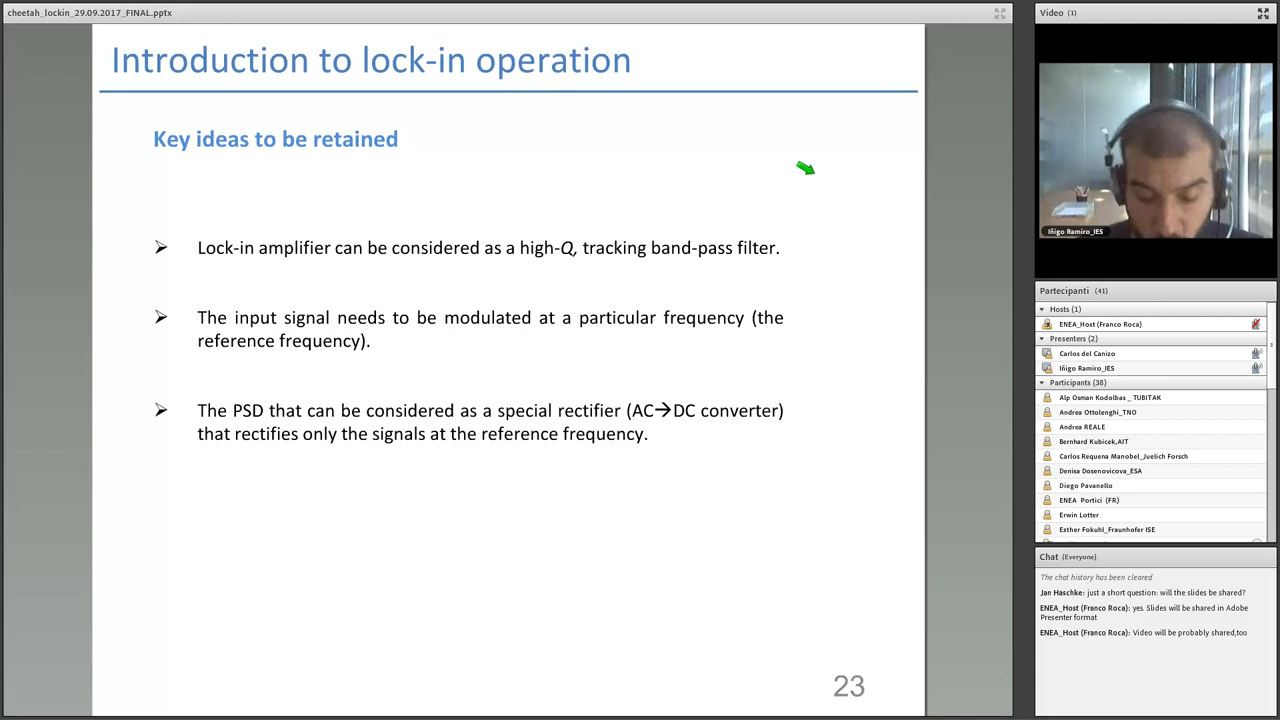 cheetah_lockin_29.09.2017_FINAL.pptx
Introduction to lock-in operation
Key ideas to be retained
➢ Lock-in amplifier can be considered as a high-Q, tracking band-pass filter.
➢ The input signal needs to be modulated at a particular frequency (the
reference frequency).
➢ The PSD that can be considered as a special rectifier (AC→DC converter)
that rectifies only the signals at the reference frequency.
23
Video (1)
Iñigo Ramiro_IES
Partecipanti (41)
Hosts (1)
ENEA_Host (Franco Roca)
Presenters (2)
Carlos del Canizo
Iñigo Ramiro_IES
Participants (38)
Alp Osman Kodolbas _ TUBITAK
Andrea Ottolenghi_TNO
Andrea REALE
Bernhard Kubicek,AIT
Carlos Requena Manobel_Juelich Forsch
Denisa Dosenovicova_ESA
Diego Pavanello
ENEA Portici (FR)
Erwin Lotter
Esther Fokuhl_Fraunhofer ISE
Chat (Everyone)
The chat history has been cleared
Jan Haschke: just a short question: will the slides be shared?
ENEA_Host (Franco Roca): yes. Slides will be shared in Adobe
Presenter format
ENEA_Host (Franco Roca): Video will be probably shared,too